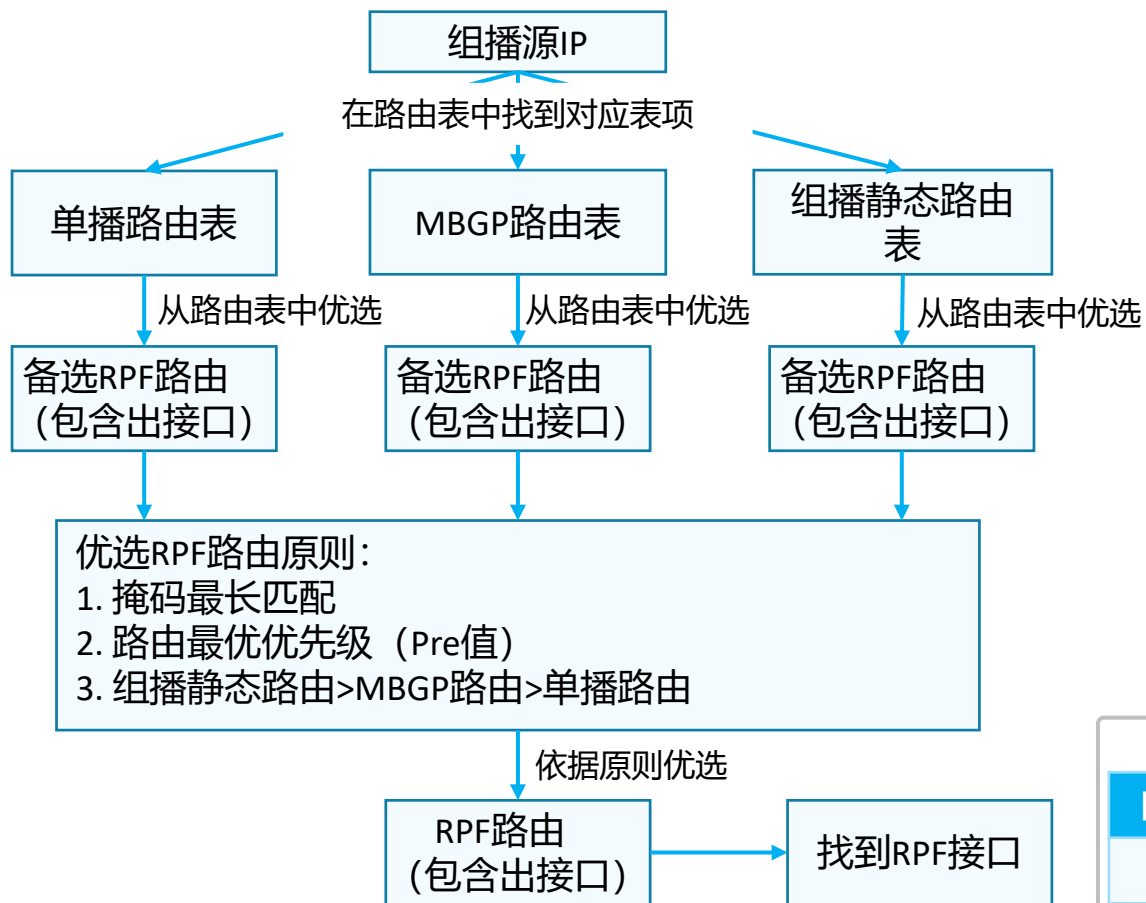 组播源IP
在路由表中找到对应表项
单播路由表
MBGP路由表
组播静态路由
表
从路由表中优选
从路由表中优选
从路由表中优选
备选RPF路由
（包含出接口）
备选RPF路由
（包含出接口）
备选RPF路由
（包含出接口）
优选RPF路由原则：
1. 掩码最长匹配
2. 路由最优优先级（Pre值）
3. 组播静态路由>MBGP路由>单播路由
依据原则优选
RPF路由
（包含出接口）
找到RPF接口